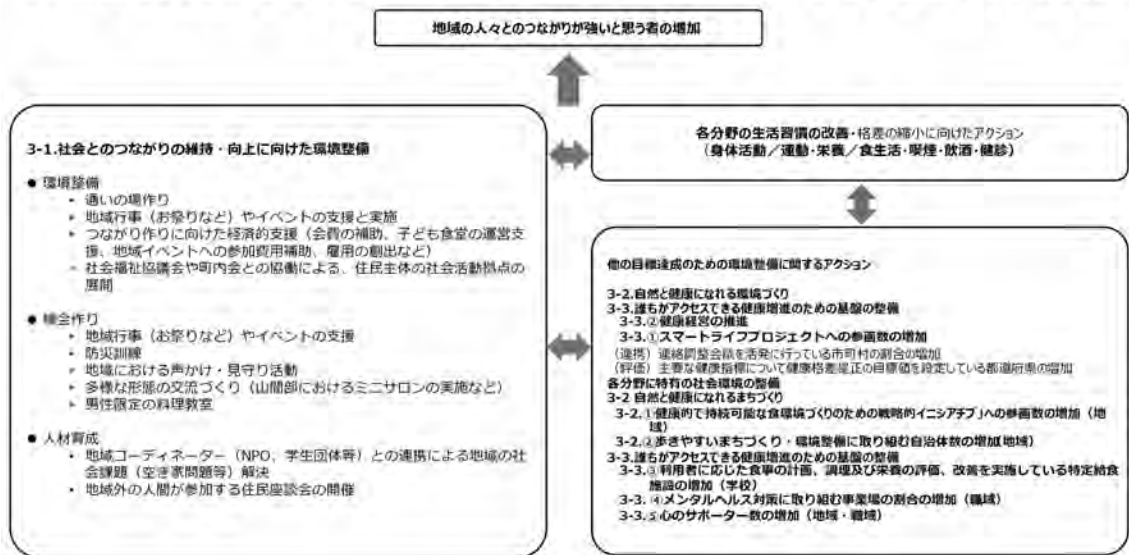 地域の人々とのつながりが強いと思う者の増加
3-1.社会とのつながりの維持・向上に向けた環境整備
● 環境整備
・ 通いの場作り
・ 地域行事（お祭りなど）やイベントの支援と実施
・ つながり作りに向けた経済的支援（会費の補助、子ども食堂の運営支
援、地域イベントへの参加費用補助、雇用の創出など）
・ 社会福祉協議会や町内会との協働による、住民主体の社会活動拠点の
展開
● 機会作り
・ 地域行事（お祭りなど）やイベントの支援
・ 防災訓練
・ 地域における声かけ・見守り活動
・ 多様な形態の交流づくり（山間部におけるミニサロンの実施など）
・ 男性限定の料理教室
● 人材育成
・ 地域コーディネーター（NPO、学生団体等）との連携による地域の社
会課題（空き家問題等）解決
・ 地域外の人間が参加する住民座談会の開催
各分野の生活習慣の改善・格差の縮小に向けたアクション
（身体活動／運動・栄養／食生活・喫煙・飲酒・健診）
他の目標達成のための環境整備に関するアクション
3-2.自然と健康になれる環境づくり
3-3.誰もがアクセスできる健康増進のための基盤の整備
3-3.②健康経営の推進
3-3.①スマートライフプロジェクトへの参画数の増加
（連携）連絡調整会議を活発に行っている市町村の割合の増加
（評価）主要な健康指標について健康格差是正の目標値を設定している都道府県の増加
各分野に特有の社会環境の整備
3-2 自然と健康になれるまちづくり
3-2.①健康的で持続可能な食環境づくりのための戦略的イニシアチブ」への参画数の増加（地
域）
3-2.②歩きやすいまちづくり・環境整備に取り組む自治体数の増加(地域）
3-3.誰もがアクセスできる健康増進のための基盤の整備
3-3.③利用者に応じた食事の計画、調理及び栄養の評価、改善を実施している特定給食
施設の増加（学校）
3-3.④メンタルヘルス対策に取り組む事業場の割合の増加（職域）
3-3.⑤心のサポーター数の増加（地域・職域）